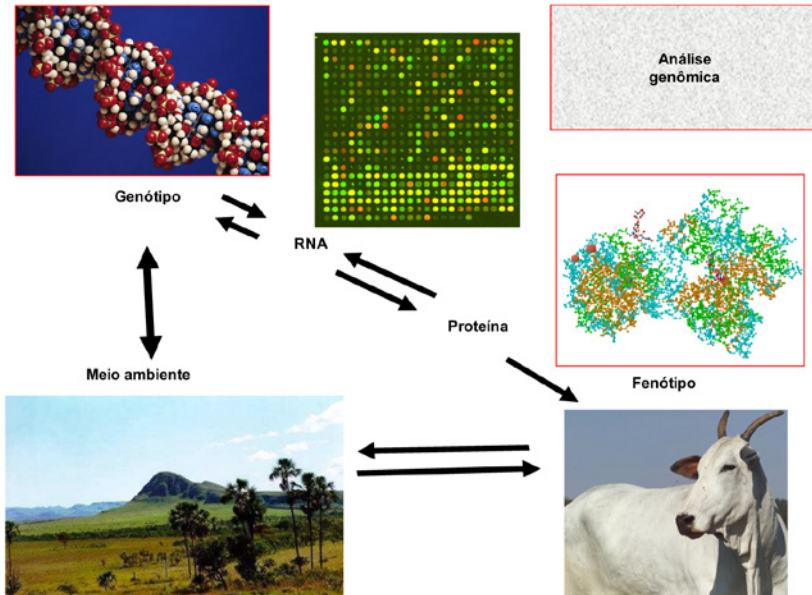 Análise
genômica
Genótipo
RNA
Proteína
Meio ambiente
Fenótipo